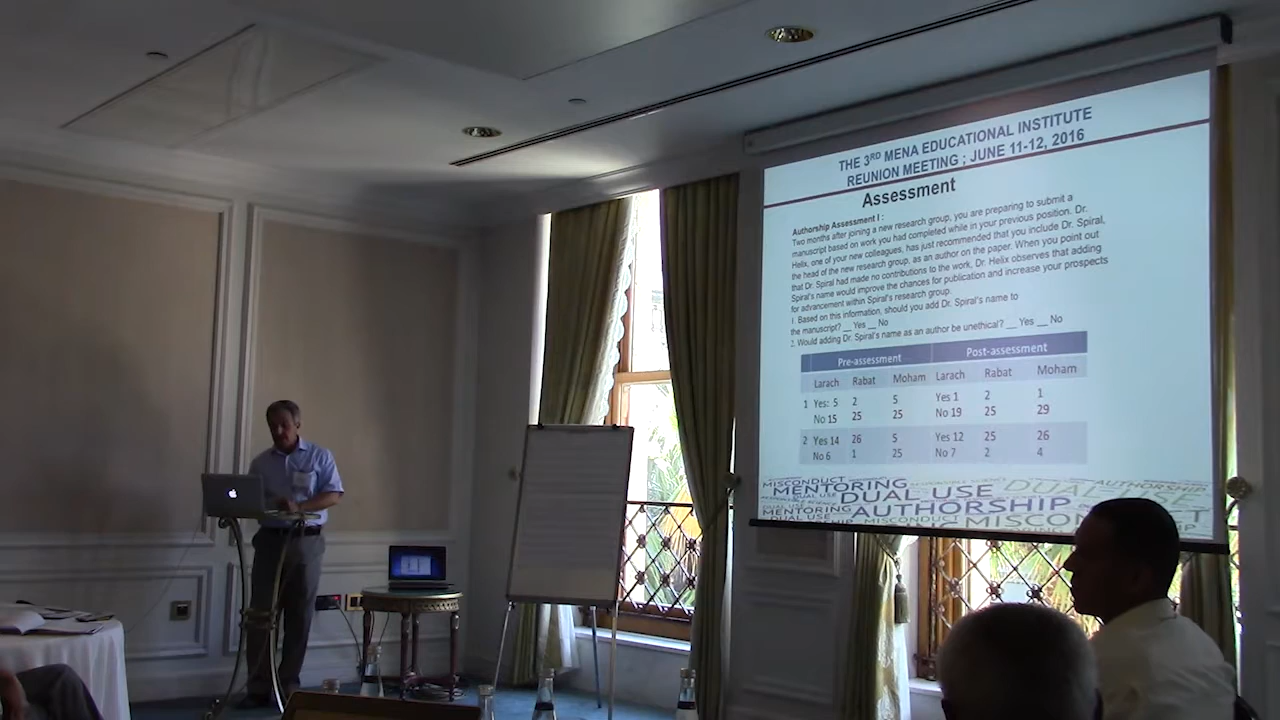 THE 3RD MENA EDUCATIONAL INSTITUTE
REUNION MEETING ; JUNE 11-12, 2016
Assessment
Authorship Assessment I :
Two months after joining a new research group, you are preparing to submit a
manuscript based on work you had completed while in your previous position. Dr.
Helix, one of your new colleagues, has just recommended that you include Dr. Spiral,
the head of the new research group, as an author on the paper. When you point out
that Dr. Spiral had made no contributions to the work, Dr. Helix observes that adding
Spiral's name would improve the chances for publication and increase your prospects
for advancement within Spiral's research group.
1. Based on this information, should you add Dr. Spiral's name to
the manuscript? __ Yes __ No
2. Would adding Dr. Spiral's name as an author be unethical? __ Yes __ No
Pre-assessment Post-assessment
Larach Rabat Moham Larach Rabat Moham
1 Yes: 5 2 5 Yes 1 2 1
No 15 25 25 No 19 25 29
2 Yes 14 26 5 Yes 12 25 26
No 6 1 25 No 7 2 4
MISCONDUCT
MENTORING
DUAL USE
AUTHORSHIP
DUAL USE
DUAL USE
MENTORING
AUTHORSHIP
DUAL USE
MISCONDUCT
MISCONDUCT